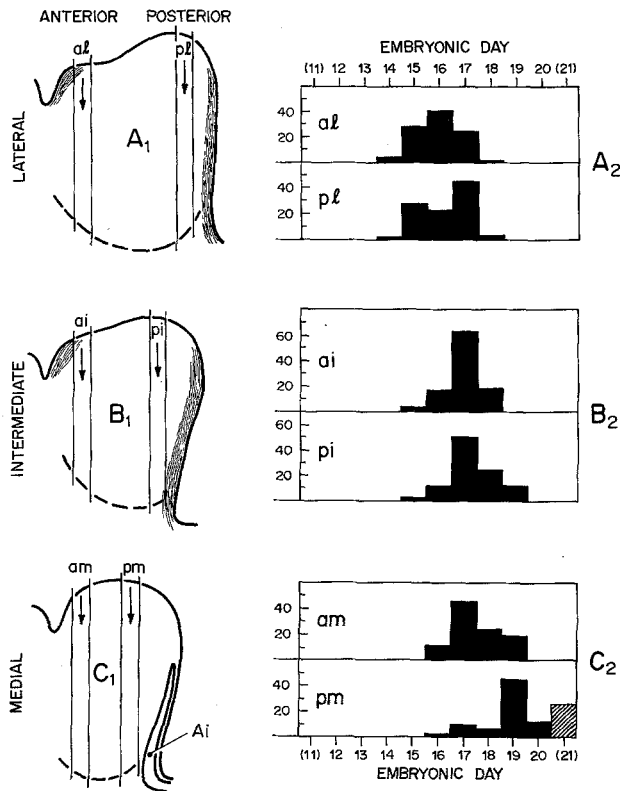 ANTERIOR POSTERIOR
al pl
LATERAL
A1
EMBRYONIC DAY
(11) 12 13 14 15 16 17 18 19 20 (21)
40
20
al
40
20
pl
A2
ai pi
INTERMEDIATE
B1
60
40
20
ai
60
40
20
pi
B2
am pm
MEDIAL
C1
Ai
40
20
am
40
20
pm
C2
(11) 12 13 14 15 16 17 18 19 20 (21)
EMBRYONIC DAY